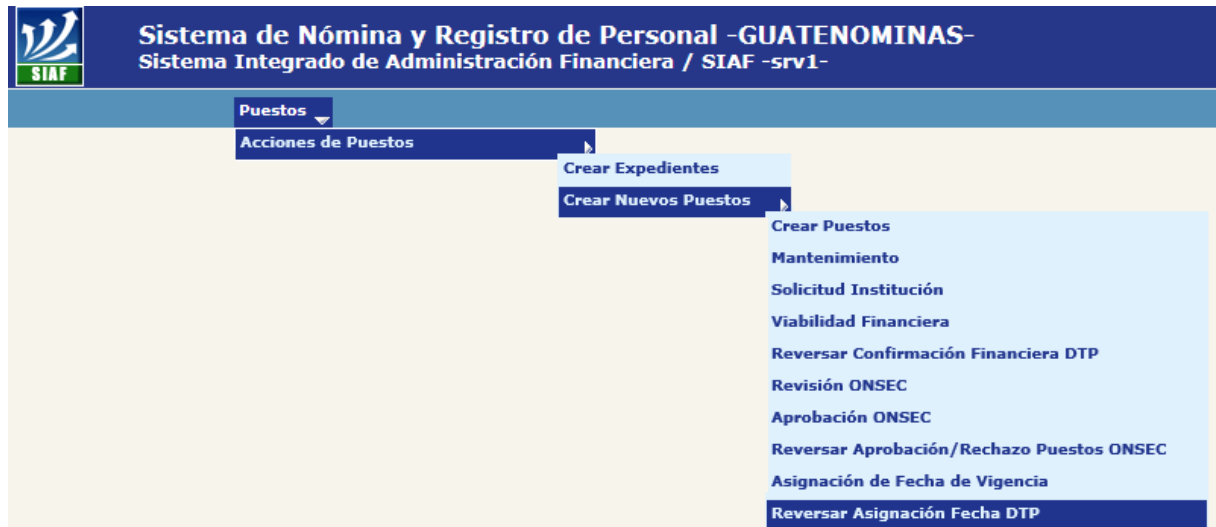 SIAF
Sistema de Nómina y Registro de Personal -GUATENOMINAS-
Sistema Integrado de Administración Financiera / SIAF -srv1-
Puestos
Acciones de Puestos
Crear Expedientes
Crear Nuevos Puestos
Crear Puestos
Mantenimiento
Solicitud Institución
Viabilidad Financiera
Reversar Confirmación Financiera DTP
Revisión ONSEC
Aprobación ONSEC
Reversar Aprobación/Rechazo Puestos ONSEC
Asignación de Fecha de Vigencia
Reversar Asignación Fecha DTP